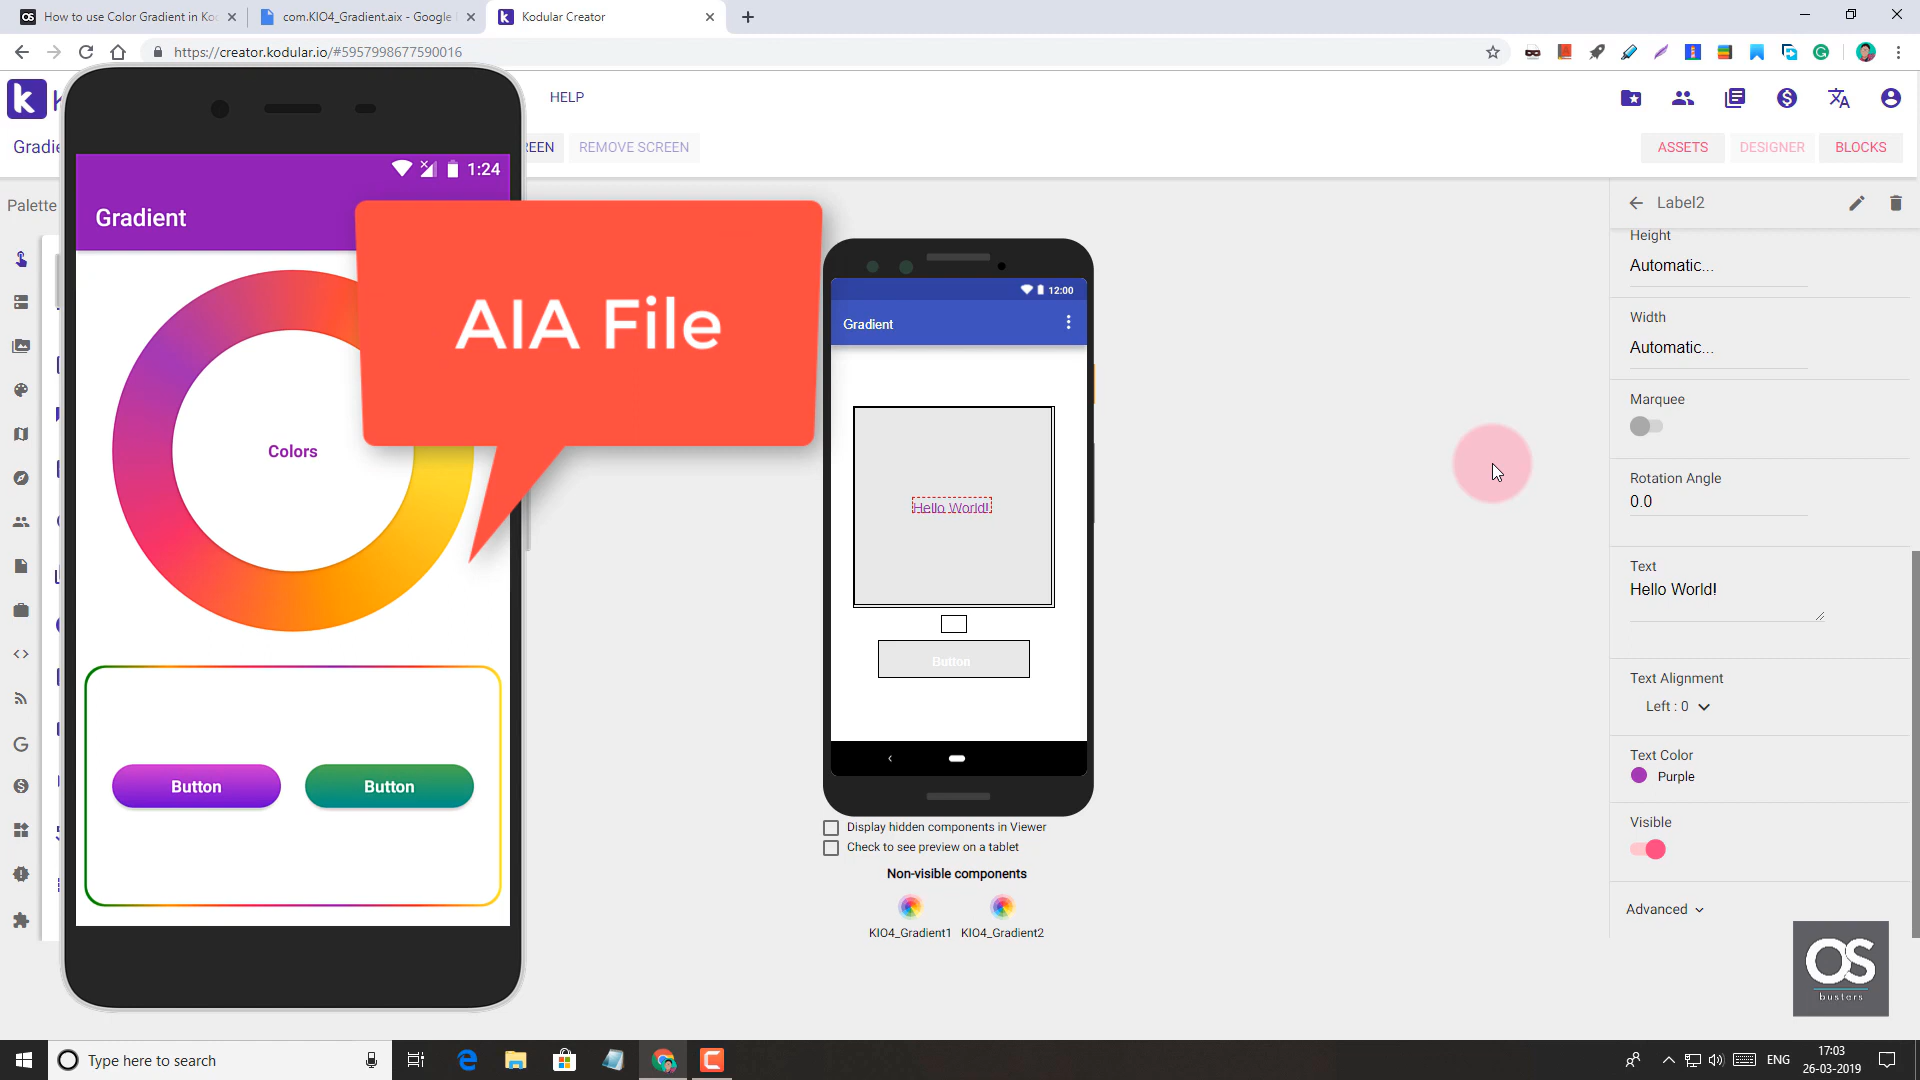 How to use Color Gradient in Ko
com.KIO4_Gradient.aix - Google
Kodular Creator
https://creator.kodular.io/#5957998677590016
HELP
REMOVE SCREEN
ASSETS
DESIGNER
BLOCKS
Palette
1:24
Gradient
AIA File
Colors
Button
Button
12:00
Gradient
Hello World!
Button
Display hidden components in Viewer
Check to see preview on a tablet
Non-visible components
KIO4_Gradient1
KIO4_Gradient2
Label2
Height
Automatic...
Width
Automatic...
Marquee
Rotation Angle
0.0
Text
Hello World!
Text Alignment
Left : 0
Text Color
Purple
Visible
Advanced
OS
busters
Type here to search
ENG
17:03
26-03-2019